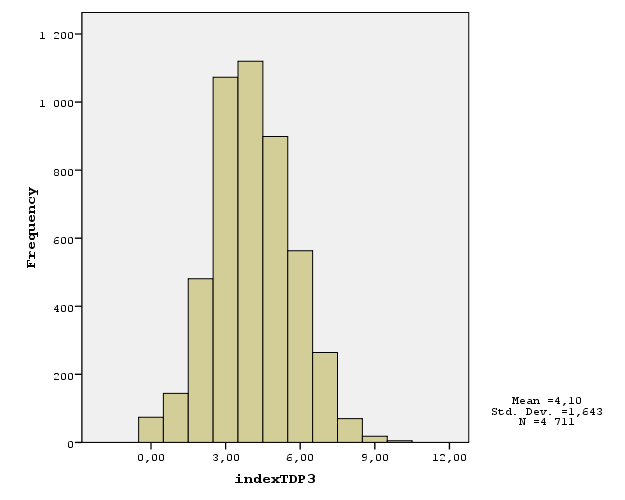 1 200
1 000
800
600
400
200
0
Frequency
0,00
3,00
6,00
9,00
12,00
indexTDP3
Mean =4,10
Std. Dev. =1,643
N =4 711